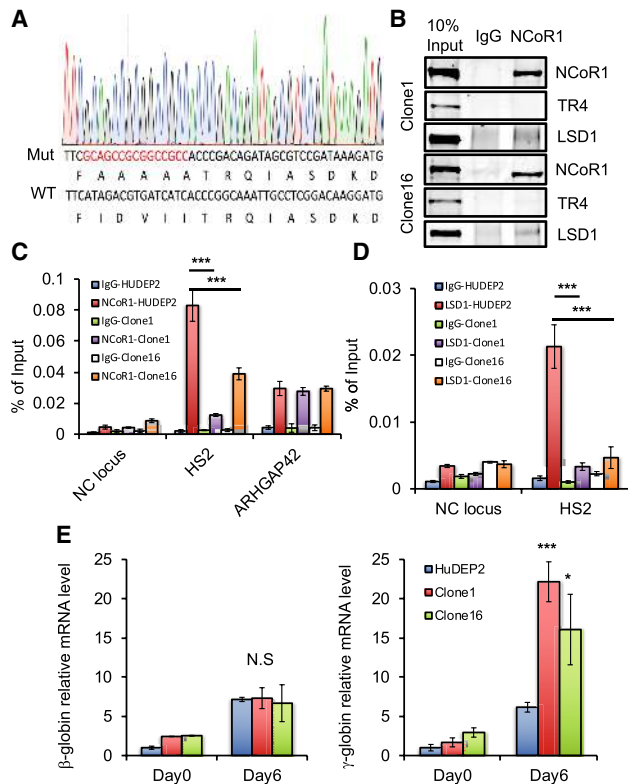 A
Mut
TTCGCAGCCGCGGCCGCCACCCGACAGATAGCGTCCGATAAAGATG
F A A A A T R Q I A S D K D
WT
TTCATAGACGTGATCATCACCCGGCAAATTGCCTCGGACAAGGATG
F I D V I I T R Q I A S D K D
B
10% Input IgG NCoR1
Clone1
NCoR1
TR4
LSD1
Clone16
NCoR1
TR4
LSD1
C
% of Input
0.1
0.08
0.06
0.04
0.02
0
IgG-HUDEP2
NCoR1-HUDEP2
IgG-Clone1
NCoR1-Clone1
IgG-Clone16
NCoR1-Clone16
***
***
NC locus
HS2
ARHGAP42
D
% of Input
0.03
0.02
0.01
0
IgG-HUDEP2
LSD1-HUDEP2
IgG-Clone1
LSD1-Clone1
IgG-Clone16
LSD1-Clone16
***
***
NC locus
HS2
E
β-globin relative mRNA level
25
20
15
10
5
0
N.S
Day0
Day6
γ-globin relative mRNA level
25
20
15
10
5
0
HuDEP2
Clone1
Clone16
***
*
Day0
Day6